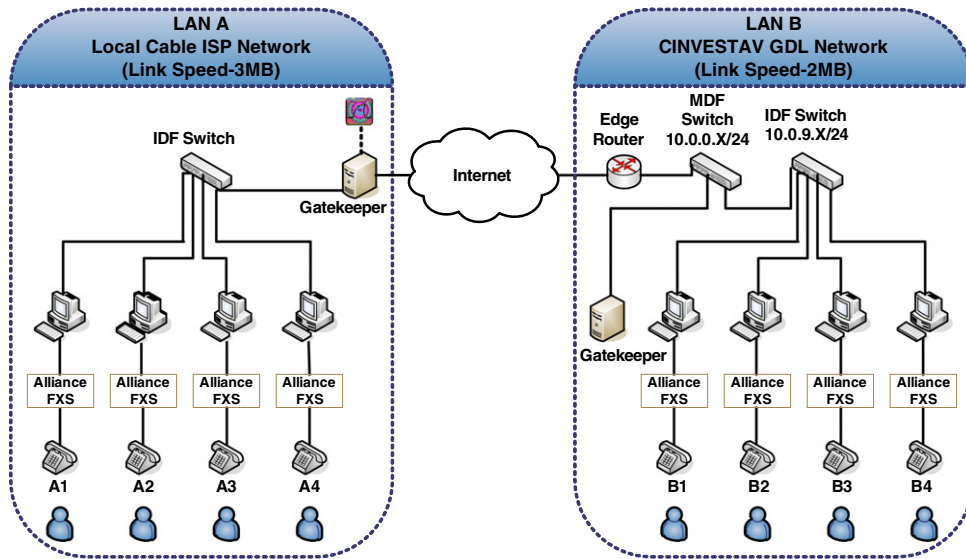 LAN A
Local Cable ISP Network
(Link Speed-3MB)
IDF Switch
Gatekeeper
Alliance
FXS
Alliance
FXS
Alliance
FXS
Alliance
FXS
A1
A2
A3
A4
Internet
LAN B
CINVESTAV GDL Network
(Link Speed-2MB)
Edge
Router
MDF
Switch
10.0.0.X/24
IDF Switch
10.0.9.X/24
Gatekeeper
Alliance
FXS
Alliance
FXS
Alliance
FXS
Alliance
FXS
B1
B2
B3
B4